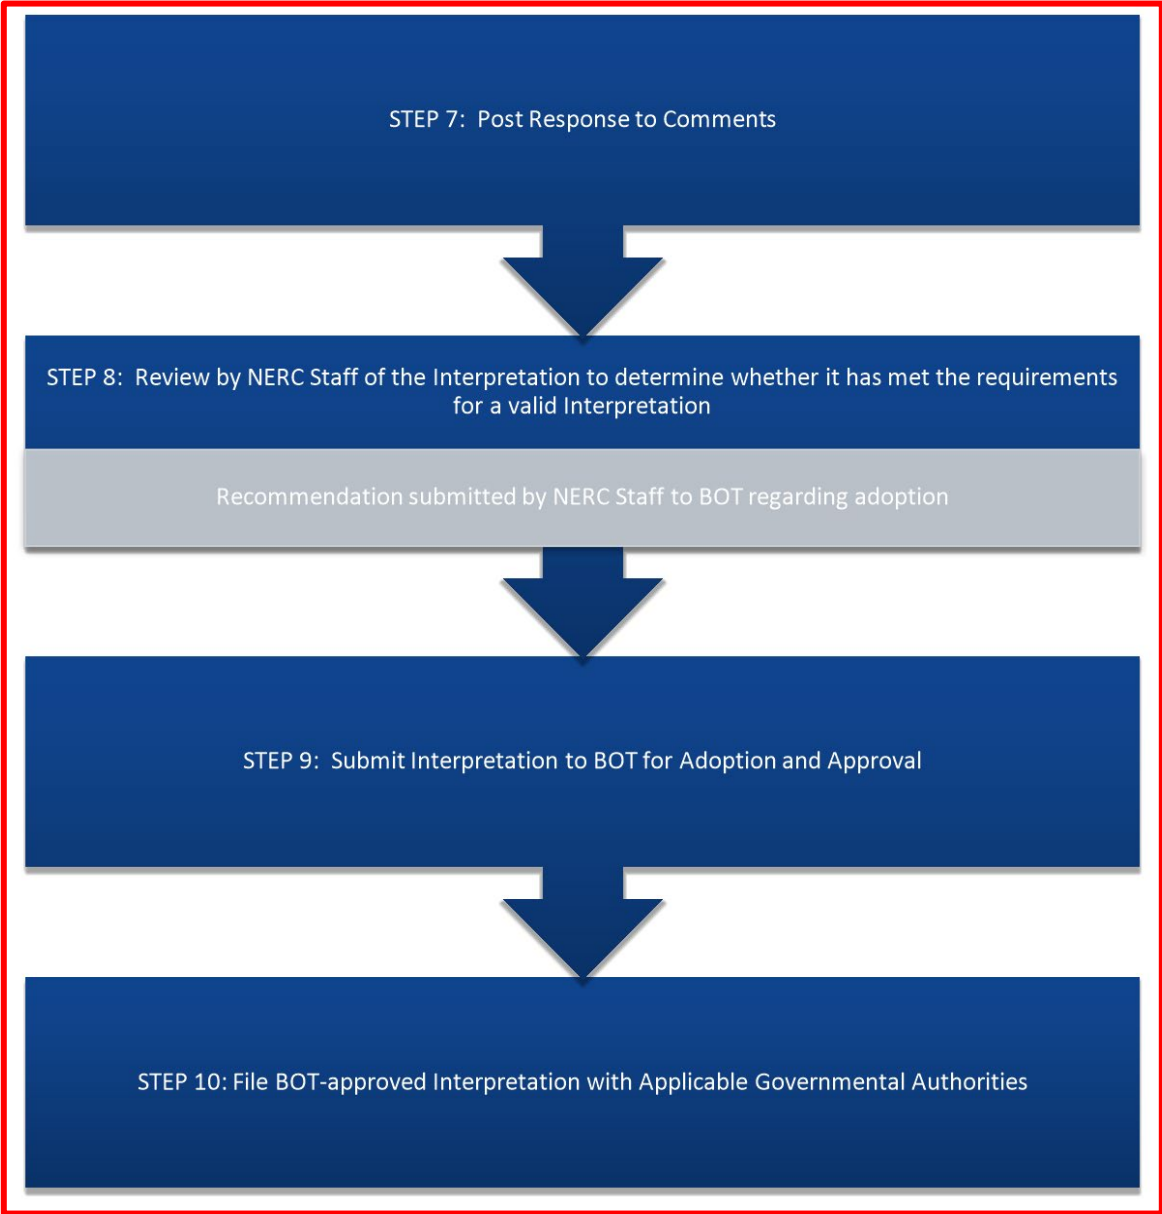 STEP 7:  Post Response to Comments
STEP 8:  Review by NERC Staff of the Interpretation to determine whether it has met the requirements
for a valid Interpretation
Recommendation submitted by NERC Staff to BOT regarding adoption
STEP 9:  Submit Interpretation to BOT for Adoption and Approval
STEP 10: File BOT-approved Interpretation with Applicable Governmental Authorities